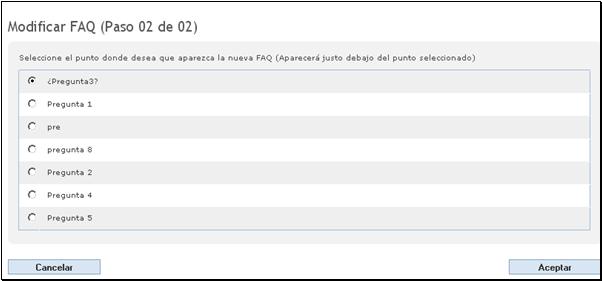 Modificar FAQ (Paso 02 de 02)
Seleccione el punto donde desea que aparezca la nueva FAQ (Aparecerá justo debajo del punto seleccionado)
¿Pregunta3?
Pregunta 1
pre
pregunta 8
Pregunta 2
Pregunta 4
Pregunta 5
Cancelar
Aceptar